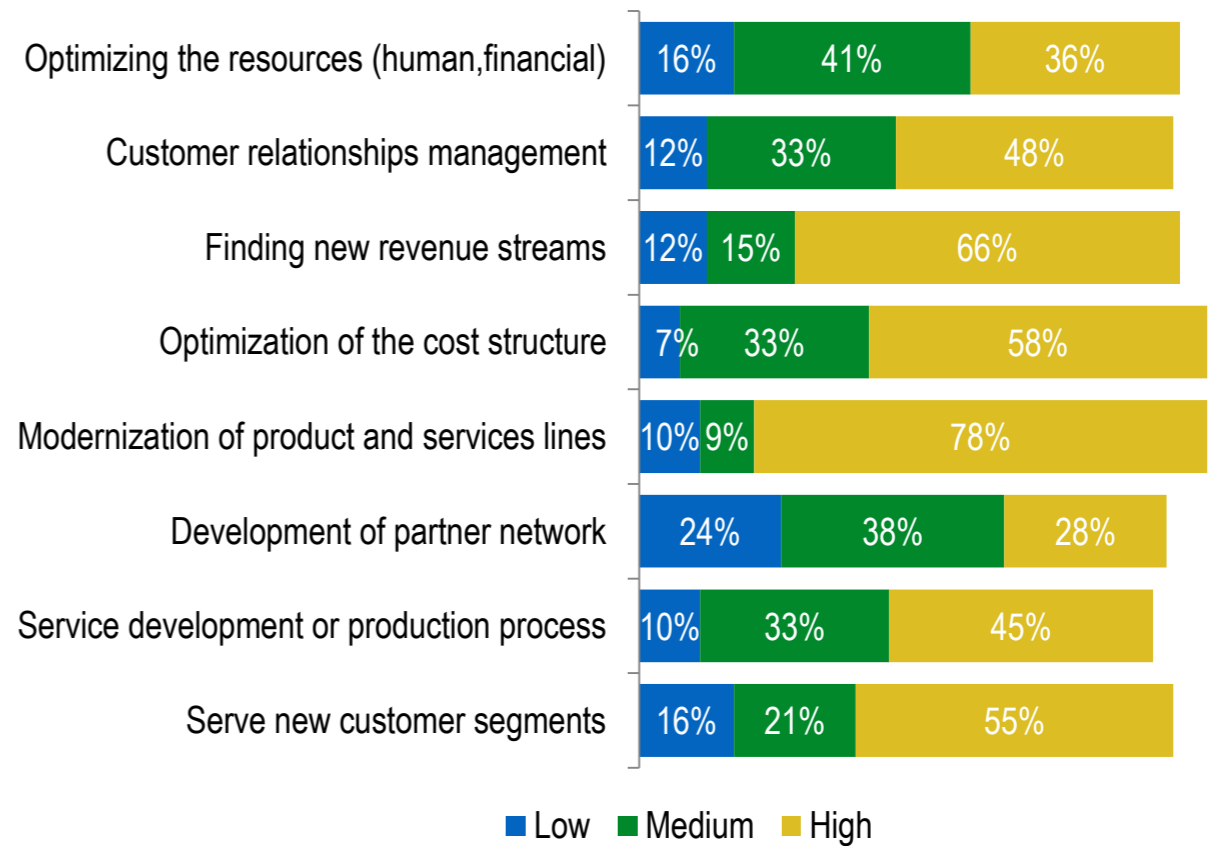 Optimizing the resources (human,financial) 16% 41% 36%
Customer relationships management 12% 33% 48%
Finding new revenue streams 12% 15% 66%
Optimization of the cost structure 7% 33% 58%
Modernization of product and services lines 10% 9% 78%
Development of partner network 24% 38% 28%
Service development or production process 10% 33% 45%
Serve new customer segments 16% 21% 55%
Low Medium High